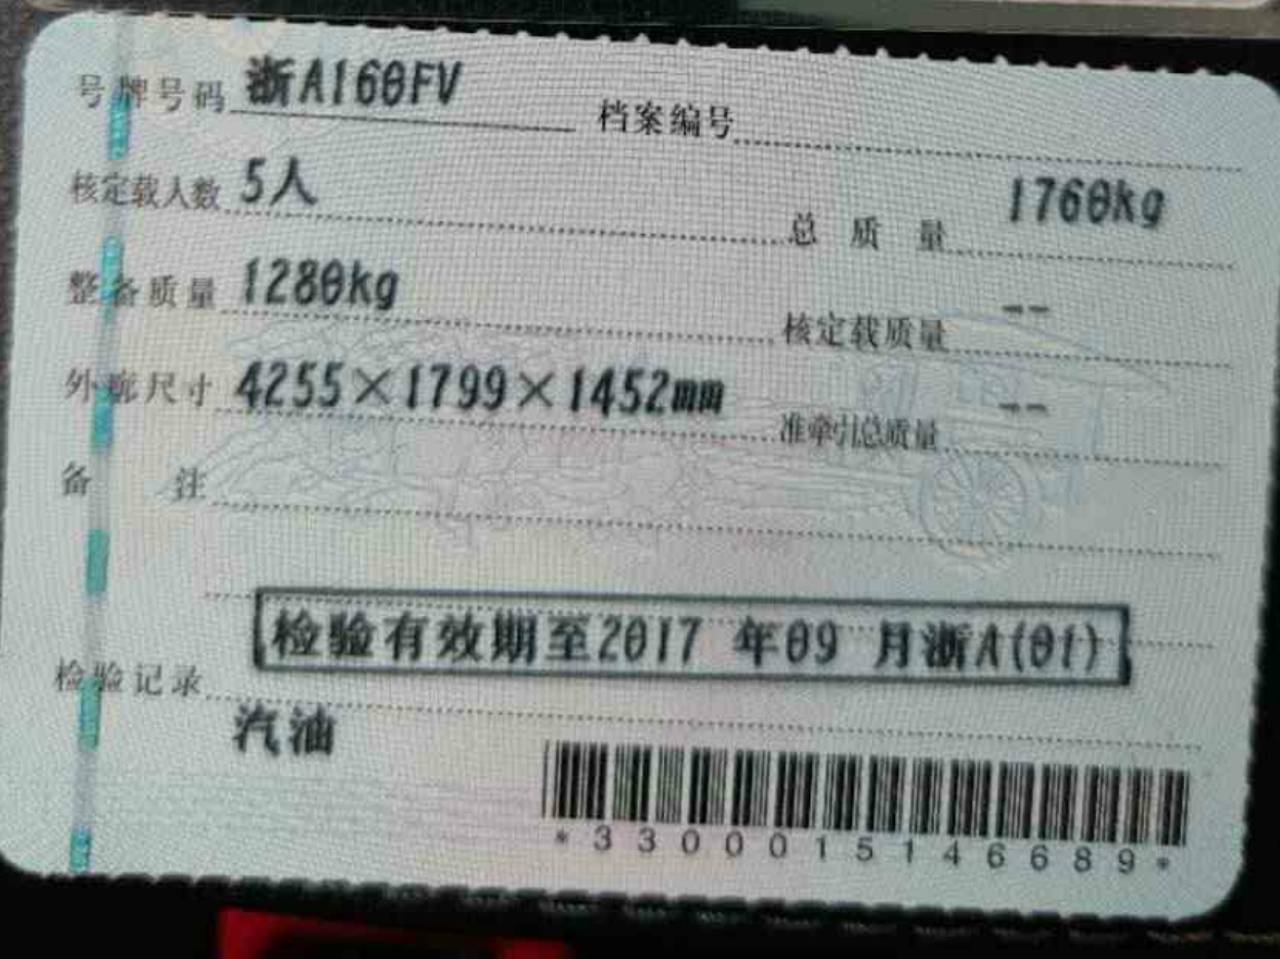 号牌号码 浙A160FV 档案编号
核定载人数 5人 总质量 1760kg
整备质量 1280kg 核定载质量 --
外廓尺寸 4255×1799×1452mm 准牵引总质量 --
备注
检验有效期至2017 年09 月浙A(01)
检验记录
汽油
*3300015146689*